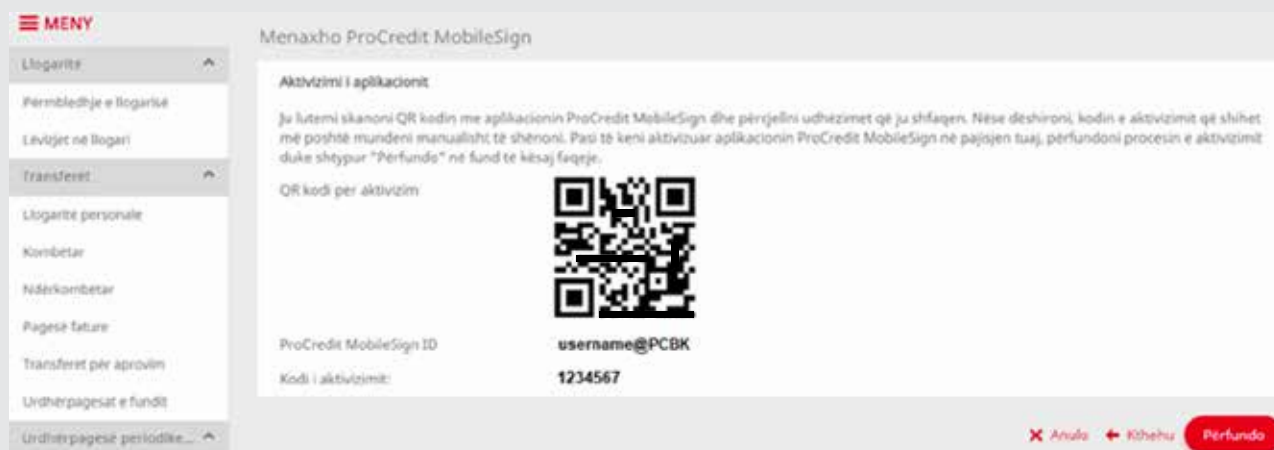 MENY
Llogaritë
Përmbledhje e llogarisë
Lëvizjet në llogari
Transferet
Llogaritë personale
Kombëtar
Ndërkombëtar
Pagesë fature
Transferet për aprovim
Urdhërpagesat e fundit
Urdhërpagesë periodike...
Menaxho ProCredit MobileSign
Aktivizimi i aplikacionit
Ju lutemi skanoni QR kodin me aplikacionin ProCredit MobileSign dhe përcjellni udhëzimet që ju shfaqen. Nëse dëshironi, kodin e aktivizimit që shihet
më poshtë mundeni manualisht të shënoni. Pasi të keni aktivizuar aplikacionin ProCredit MobileSign në pajisjen tuaj, përfundoni procesin e aktivizimit
duke shtypur "Përfundo" në fund të kësaj faqeje.
QR kodi per aktivizim
ProCredit MobileSign ID username@PCBK
Kodi i aktivizimit: 1234567
Anulo Kthehu Përfundo